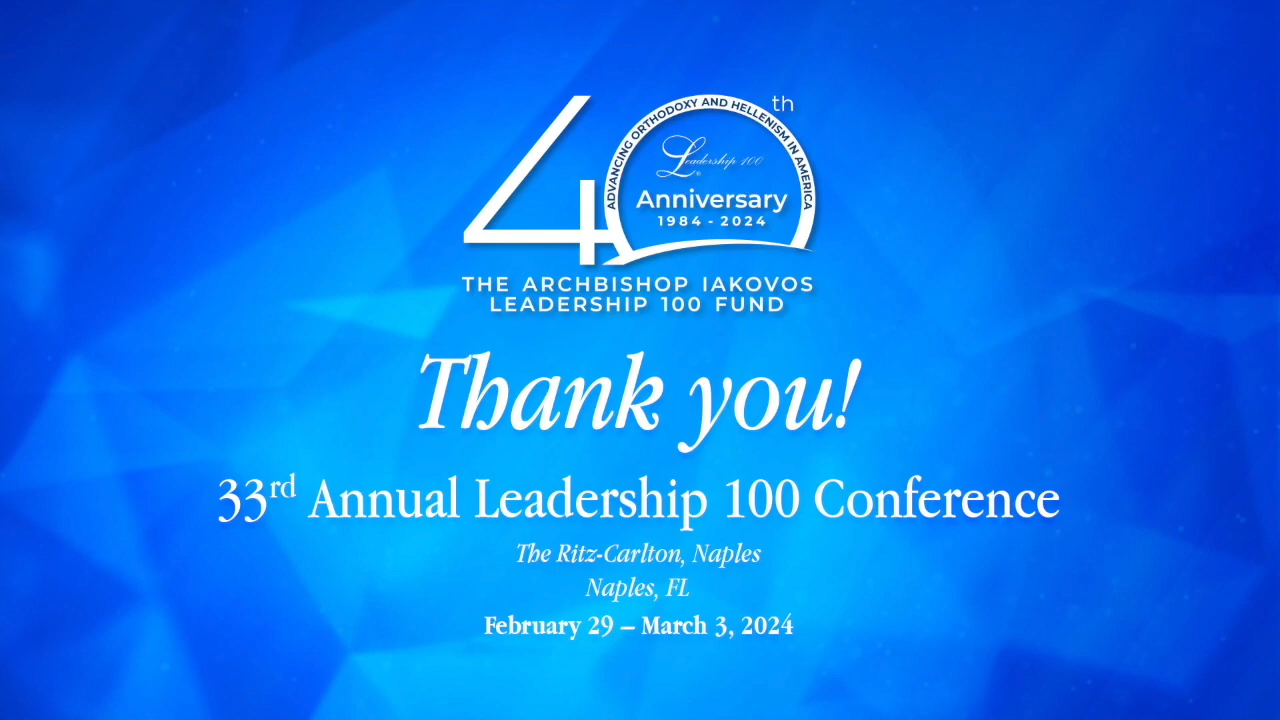 40th
ADVANCING ORTHODOXY AND HELLENISM IN AMERICA
Leadership 100®
Anniversary
1984 - 2024
THE ARCHBISHOP IAKOVOS
LEADERSHIP 100 FUND
Thank you!
33rd Annual Leadership 100 Conference
The Ritz-Carlton, Naples
Naples, FL
February 29 – March 3, 2024